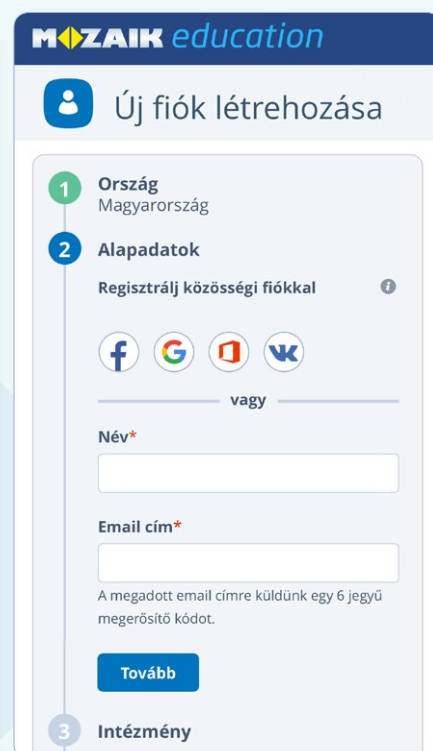 MOZAIK education
Új fiók létrehozása
1 Ország
Magyarország
2 Alapadatok
Regisztrálj közösségi fiókkal
vagy
Név*
Email cím*
A megadott email címre küldünk egy 6 jegyű
megerősítő kódot.
Tovább
3 Intézmény